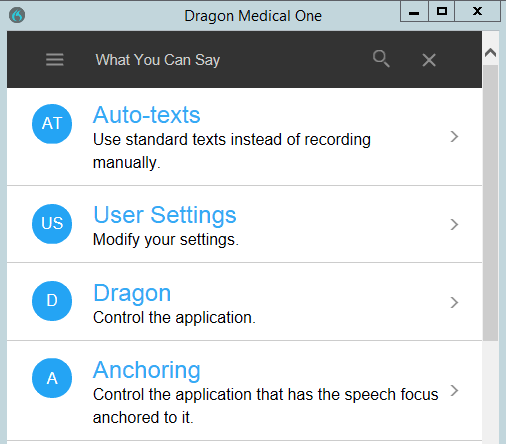 Dragon Medical One
What You Can Say
AT
Auto-texts
Use standard texts instead of recording
manually.
US
User Settings
Modify your settings.
D
Dragon
Control the application.
A
Anchoring
Control the application that has the speech focus
anchored to it.